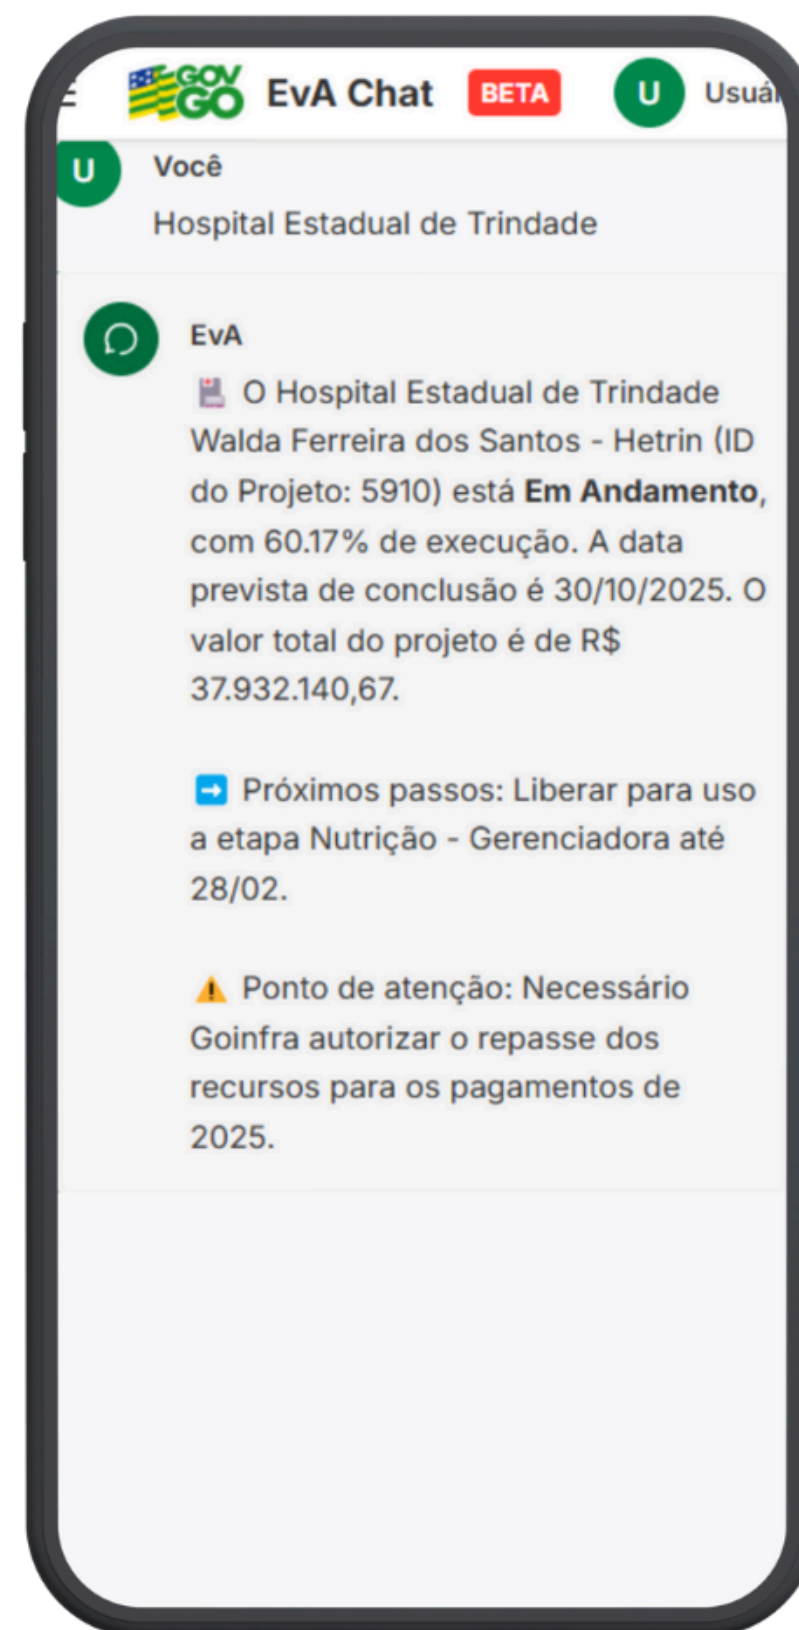 GOV
GO
EvA Chat
BETA
U
Usuár
U
Você
Hospital Estadual de Trindade
EvA
O Hospital Estadual de Trindade
Walda Ferreira dos Santos - Hetrin (ID
do Projeto: 5910) está Em Andamento,
com 60.17% de execução. A data
prevista de conclusão é 30/10/2025. O
valor total do projeto é de R$
37.932.140,67.
Próximos passos: Liberar para uso
a etapa Nutrição - Gerenciadora até
28/02.
Ponto de atenção: Necessário
Goinfra autorizar o repasse dos
recursos para os pagamentos de
2025.